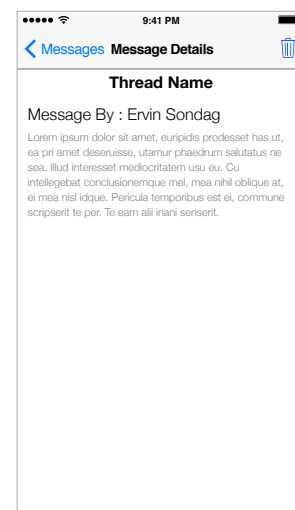 9:41 PM
Messages Message Details
Thread Name
Message By : Ervin Sondag
Lorem ipsum dolor sit amet, euripidis prodesset has ut,
ea pri amet deseruisse, utamur phaedrum salutatus ne
sea. Illud interesset mediocritatem usu eu. Cu
intellegebat conclusionemque mel, mea nihil oblique at,
ei mea nisl idque. Pericula temporibus est ei, commune
scripserit te per. Te eam alii inani senserit.